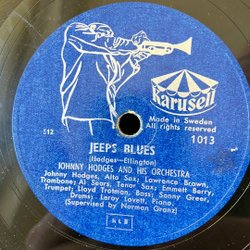 Karusell
Made in Sweden
All rights reserved
512
1013
JEEPS BLUES
(Hodges—Ellington)
JOHNNY HODGES AND HIS ORCHESTRA
Johnny Hodges, Alto Sax; Lawrence Brown,
Trombone; Al Sears, Tenor Sax; Emmett Berry,
Trumpet; Lloyd Trotman, Bass; Sonny Greer,
Drums; Leroy Lovett, Piano.
(Supervised by Norman Granz)